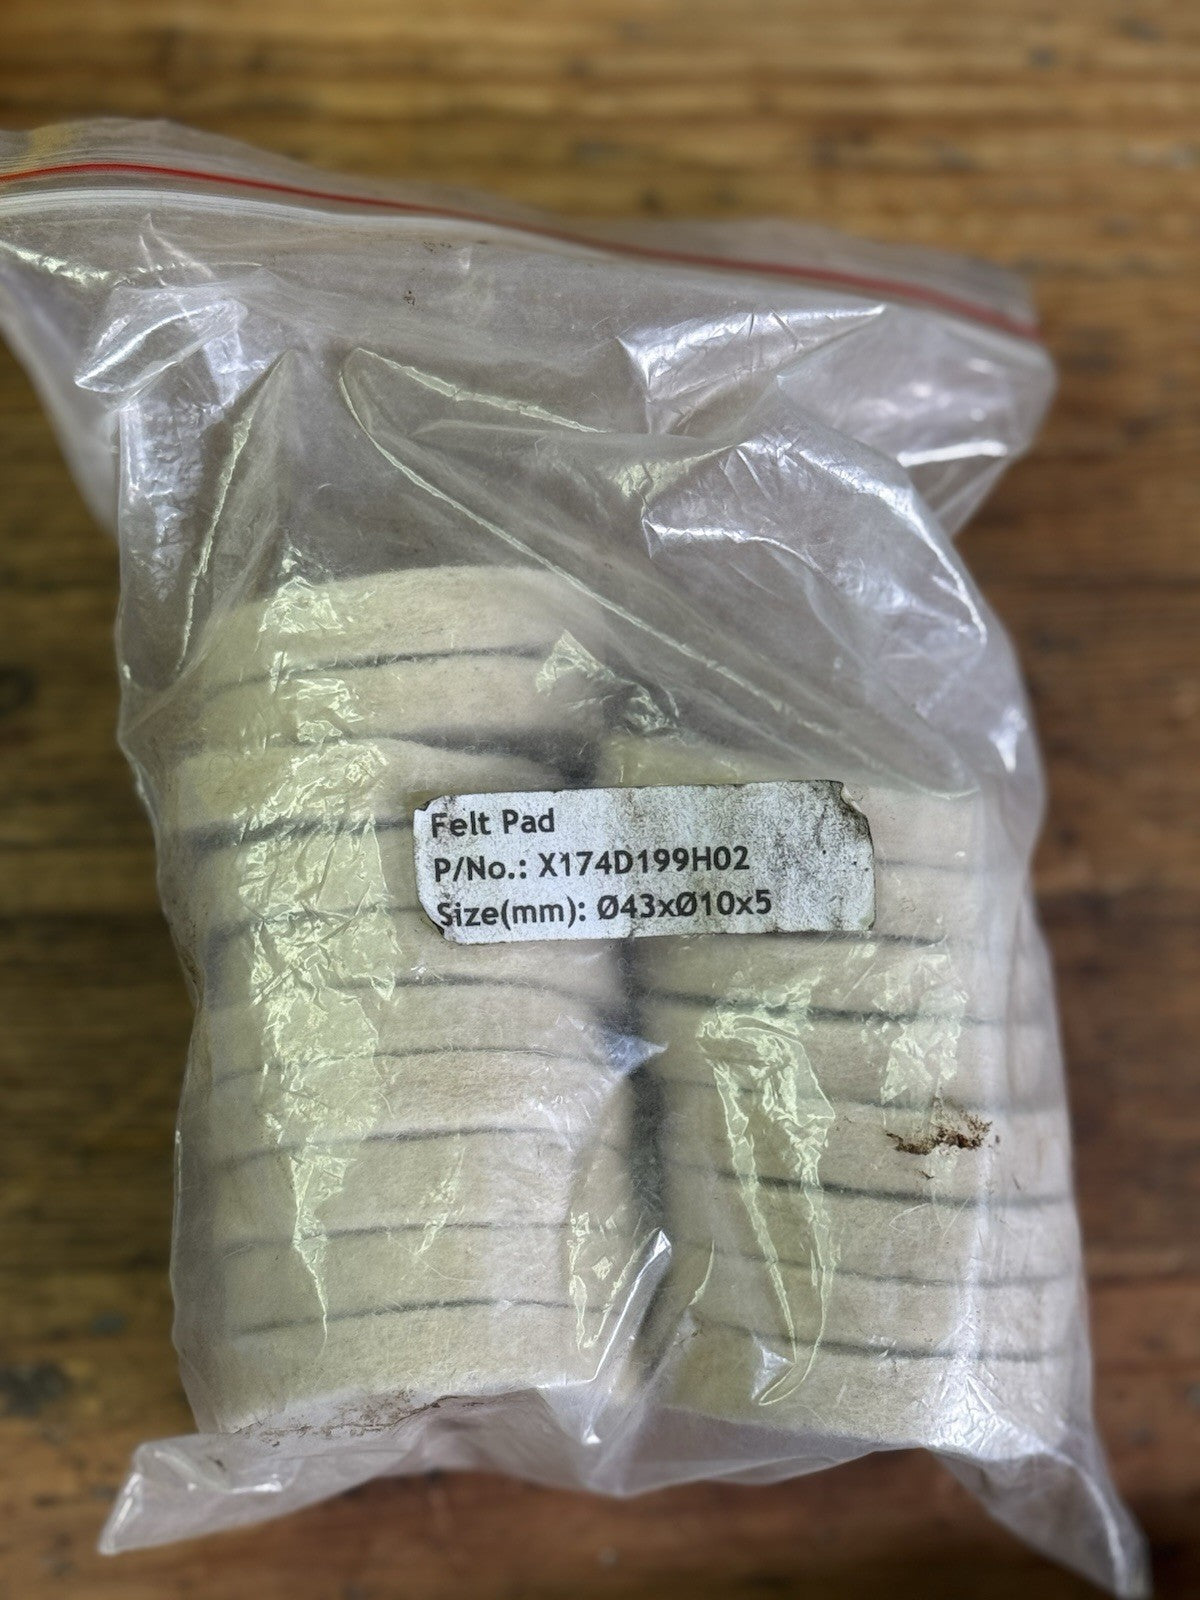 Felt Pad
P/No.: X174D199H02
Size(mm): Ø43xØ10x5